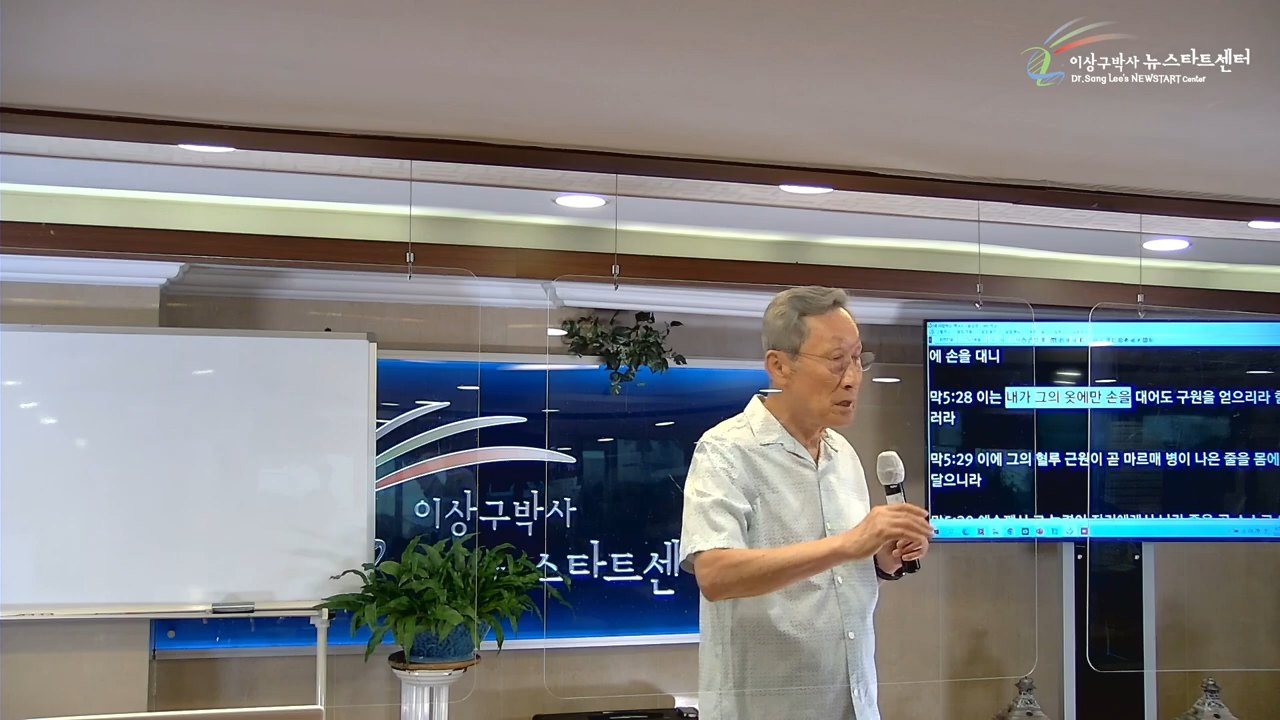 이상구박사 뉴스타트센터
Dr. Sang Lee's NEWSTART Center
에 손을 대니
막5:28 이는 내가 그의 옷에만 손을 대어도 구원을 얻으리라
러라
막5:29 이에 그의 혈루 근원이 곧 마르매 병이 나은 줄을 몸에
달으니라
이상구박사
스타트센